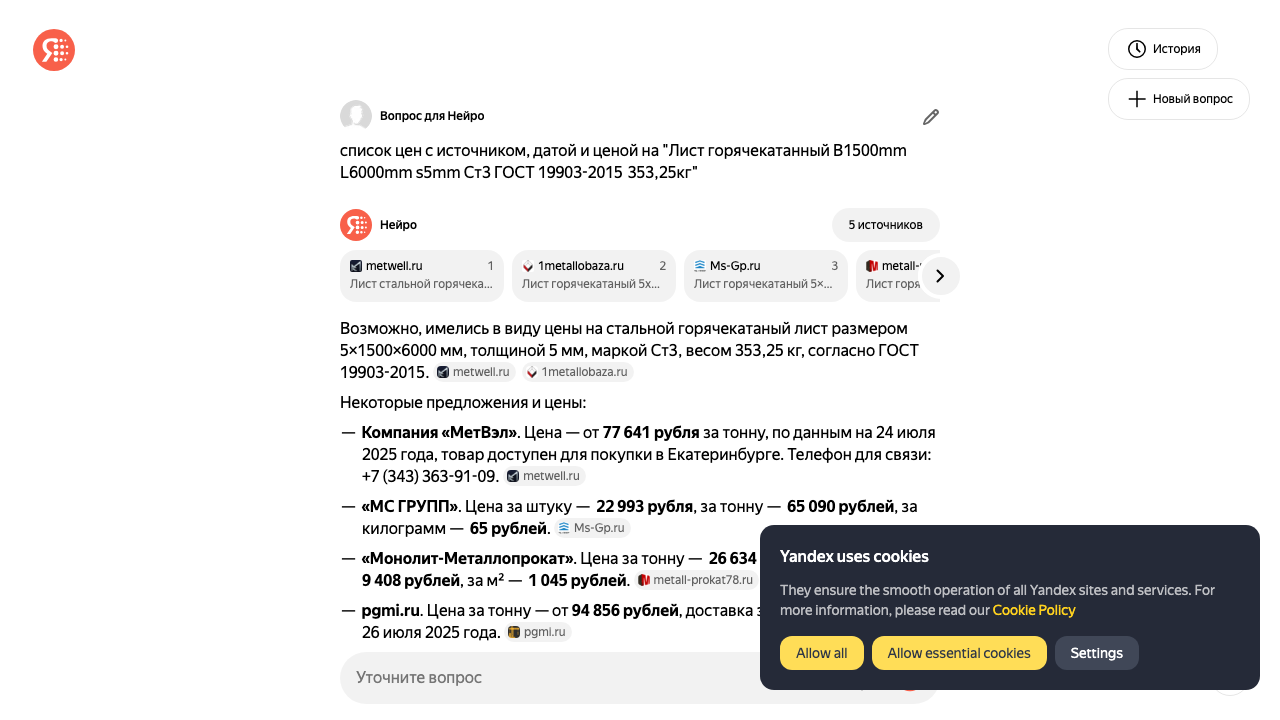 История
Новый вопрос
Вопрос для Нейро
список цен с источником, датой и ценой на "Лист горячекатанный B1500mm
L6000mm s5mm Ст3 ГОСТ 19903-2015 353,25кг"
Нейро
5 источников
metwell.ru 1
Лист стальной горячека...
1metallobaza.ru 2
Лист горячекатаный 5х...
Ms-Gp.ru 3
Лист горячекатаный 5×...
metall-
Лист горя
Возможно, имелись в виду цены на стальной горячекатаный лист размером
5×1500×6000 мм, толщиной 5 мм, маркой Ст3, весом 353,25 кг, согласно ГОСТ
19903-2015. metwell.ru 1metallobaza.ru
Некоторые предложения и цены:
— Компания «МетВэл». Цена — от 77 641 рубля за тонну, по данным на 24 июля
2025 года, товар доступен для покупки в Екатеринбурге. Телефон для связи:
+7 (343) 363-91-09. metwell.ru
— «МС ГРУПП». Цена за штуку — 22 993 рубля, за тонну — 65 090 рублей, за
килограмм — 65 рублей. Ms-Gp.ru
— «Монолит-Металлопрокат». Цена за тонну — 26 634
9 408 рублей, за м² — 1 045 рублей. metall-prokat78.ru
— pgmi.ru. Цена за тонну — от 94 856 рублей, доставка
26 июля 2025 года. pgmi.ru
Уточните вопрос
Yandex uses cookies
They ensure the smooth operation of all Yandex sites and services. For
more information, please read our Cookie Policy
Allow all
Allow essential cookies
Settings